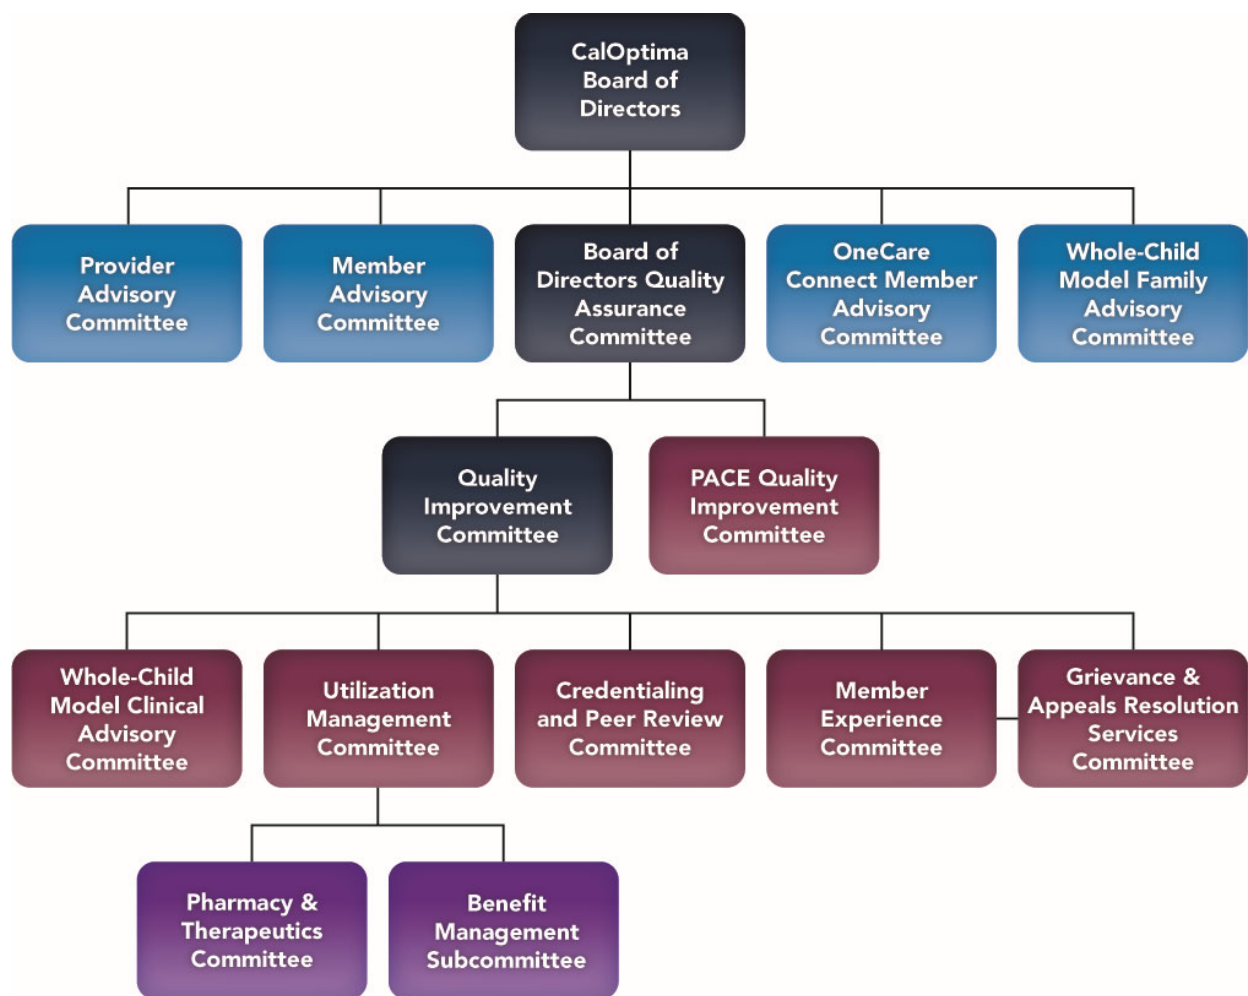 CalOptima
Board of
Directors
Provider
Advisory
Committee
Member
Advisory
Committee
Board of
Directors Quality
Assurance
Committee
OneCare
Connect Member
Advisory
Committee
Whole-Child
Model Family
Advisory
Committee
Quality
Improvement
Committee
PACE Quality
Improvement
Committee
Whole-Child
Model Clinical
Advisory
Committee
Utilization
Management
Committee
Credentialing
and Peer Review
Committee
Member
Experience
Committee
Grievance &
Appeals Resolution
Services
Committee
Pharmacy &
Therapeutics
Committee
Benefit
Management
Subcommittee